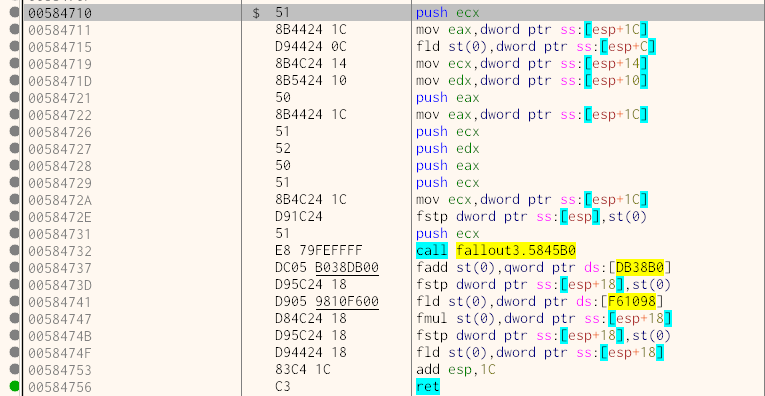 00584710 $ 51 push ecx
00584711 8B4424 1C mov eax,dword ptr ss:[esp+1C]
00584715 D94424 0C fld st(0),dword ptr ss:[esp+C]
00584719 8B4C24 14 mov ecx,dword ptr ss:[esp+14]
0058471D 8B5424 10 mov edx,dword ptr ss:[esp+10]
00584721 50 push eax
00584722 8B4424 1C mov eax,dword ptr ss:[esp+1C]
00584726 51 push ecx
00584727 52 push edx
00584728 50 push eax
00584729 51 push ecx
0058472A 8B4C24 1C mov ecx,dword ptr ss:[esp+1C]
0058472E D91C24 fstp dword ptr ss:[esp],st(0)
00584731 51 push ecx
00584732 E8 79FEFFFF call fallout3.5845B0
00584737 DC05 B038DB00 fadd st(0),qword ptr ds:[DB38B0]
0058473D D95C24 18 fstp dword ptr ss:[esp+18],st(0)
00584741 D905 9810F600 fld st(0),dword ptr ds:[F61098]
00584747 D84C24 18 fmul st(0),dword ptr ss:[esp+18]
0058474B D95C24 18 fstp dword ptr ss:[esp+18],st(0)
0058474F D94424 18 fld st(0),dword ptr ss:[esp+18]
00584753 83C4 1C add esp,1C
00584756 C3 ret